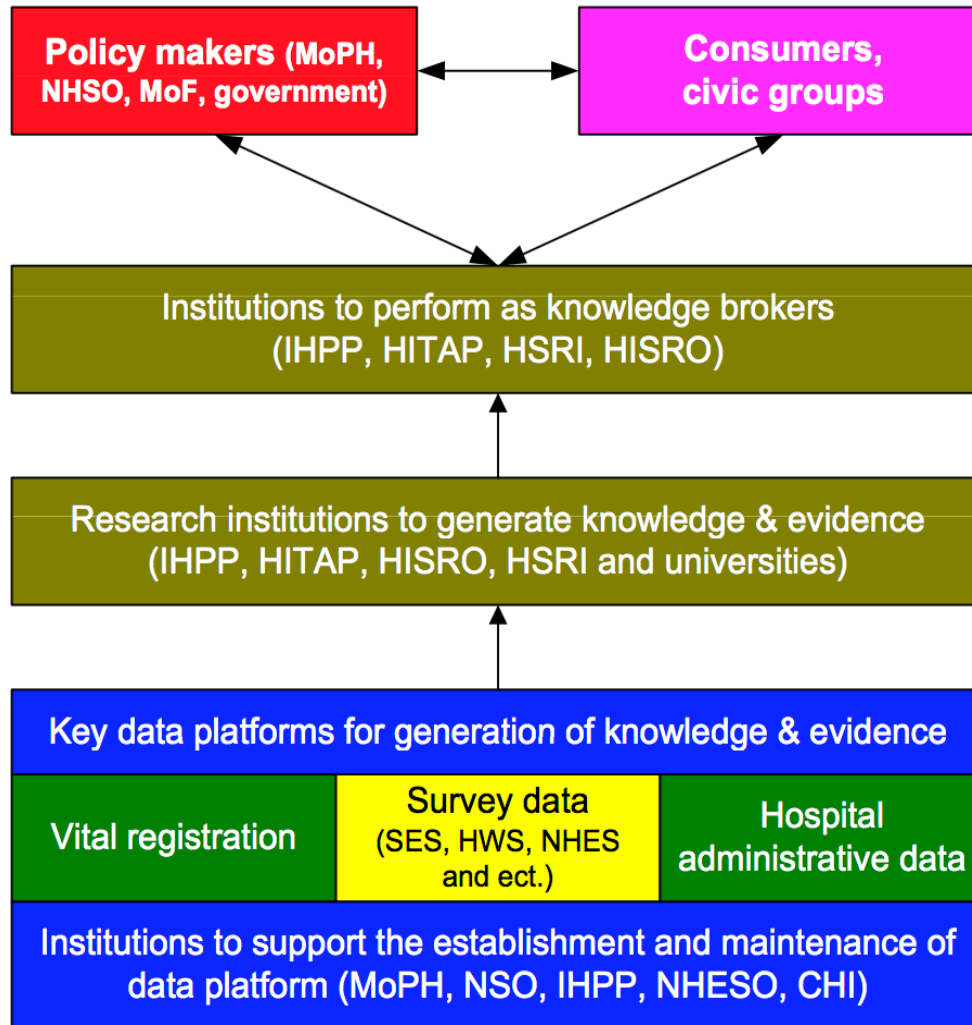 Policy makers (MoPH,
NHSO, MoF, government)
Consumers,
civic groups
Institutions to perform as knowledge brokers
(IHPP, HITAP, HSRI, HISRO)
Research institutions to generate knowledge & evidence
(IHPP, HITAP, HISRO, HSRI and universities)
Key data platforms for generation of knowledge & evidence
Vital registration
Survey data
(SES, HWS, NHES
and ect.)
Hospital
administrative data
Institutions to support the establishment and maintenance of
data platform (MoPH, NSO, IHPP, NHESO, CHI)